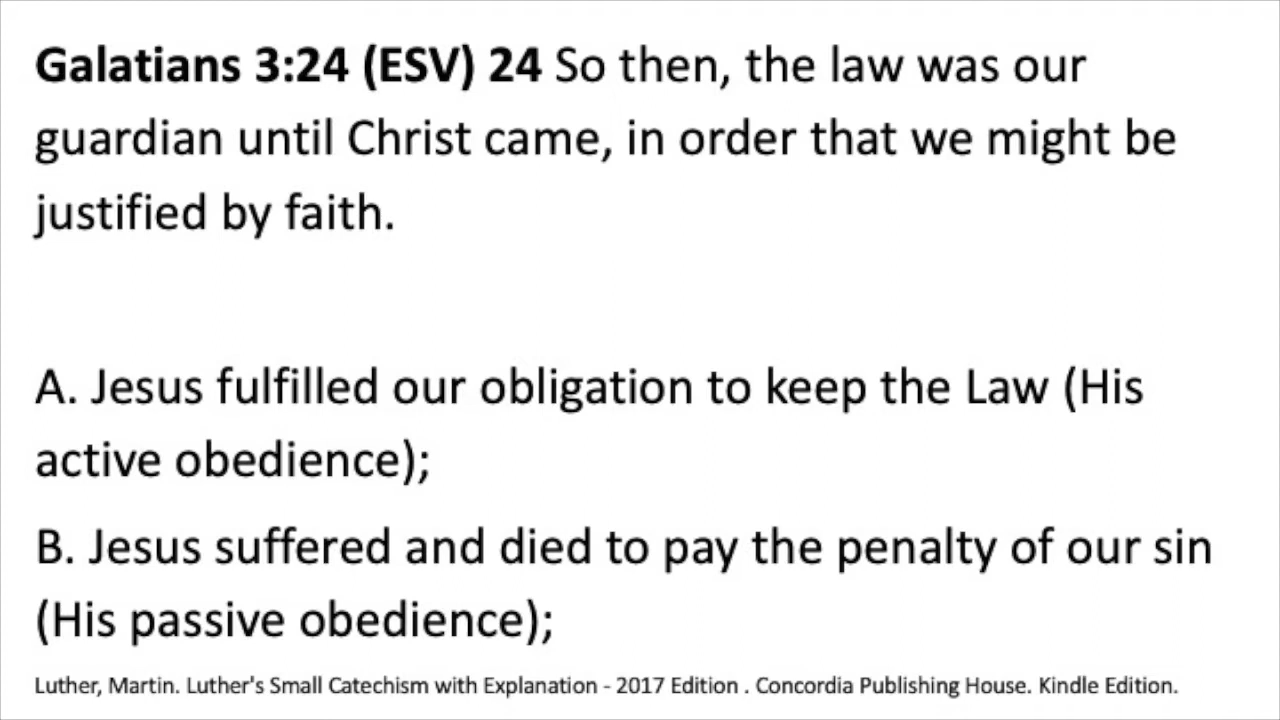 Galatians 3:24 (ESV) 24 So then, the law was our
guardian until Christ came, in order that we might be
justified by faith.
A. Jesus fulfilled our obligation to keep the Law (His
active obedience);
B. Jesus suffered and died to pay the penalty of our sin
(His passive obedience);
Luther, Martin. Luther's Small Catechism with Explanation - 2017 Edition . Concordia Publishing House. Kindle Edition.